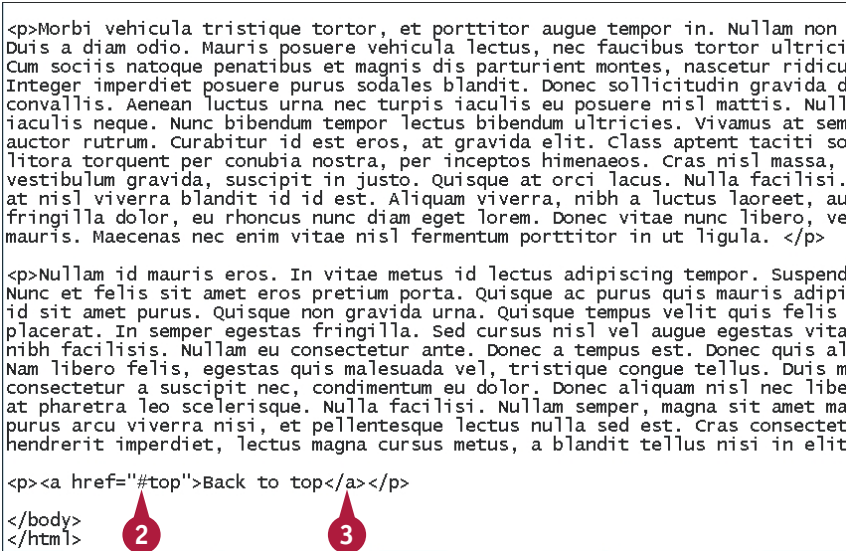 <p>Morbi vehicula tristique tortor, et porttitor augue tempor in. Nullam non
Duis a diam odio. Mauris posuere vehicula lectus, nec faucibus tortor ultrici
Cum sociis natoque penatibus et magnis dis parturient montes, nascetur ridicu
Integer imperdiet posuere purus sodales blandit. Donec sollicitudin gravida d
convallis. Aenean luctus urna nec turpis iaculis eu posuere nisl mattis. Null
iaculis neque. Nunc bibendum tempor lectus bibendum ultricies. Vivamus at sem
auctor rutrum. Curabitur id est eros, at gravida elit. Class aptent taciti so
litora torquent per conubia nostra, per inceptos himenaeos. Cras nisl massa,
vestibulum gravida, suscipit in justo. Quisque at orci lacus. Nulla facilisi.
at nisl viverra blandit id id est. Aliquam viverra, nibh a luctus laoreet, au
fringilla dolor, eu rhoncus nunc diam eget lorem. Donec vitae nunc libero, ve
mauris. Maecenas nec enim vitae nisl fermentum porttitor in ut ligula. </p>
<p>Nullam id mauris eros. In vitae metus id lectus adipiscing tempor. Suspend
Nunc et felis sit amet eros pretium porta. Quisque ac purus quis mauris adipi
id sit amet purus. Quisque non gravida urna. Quisque tempus velit quis felis
placerat. In semper egestas fringilla. Sed cursus nisl vel augue egestas vita
nibh facilisis. Nullam eu consectetur ante. Donec a tempus est. Donec quis al
Nam libero felis, egestas quis malesuada vel, tristique congue tellus. Duis m
consectetur a suscipit nec, condimentum eu dolor. Donec aliquam nisl nec libe
at pharetra leo scelerisque. Nulla facilisi. Nullam semper, magna sit amet ma
purus arcu viverra nisi, et pellentesque lectus nulla sed est. Cras consectet
hendrerit imperdiet, lectus magna cursus metus, a blandit tellus nisi in elit
<p><a href="#top">Back to top</a></p>
</body>
</html>
2 3